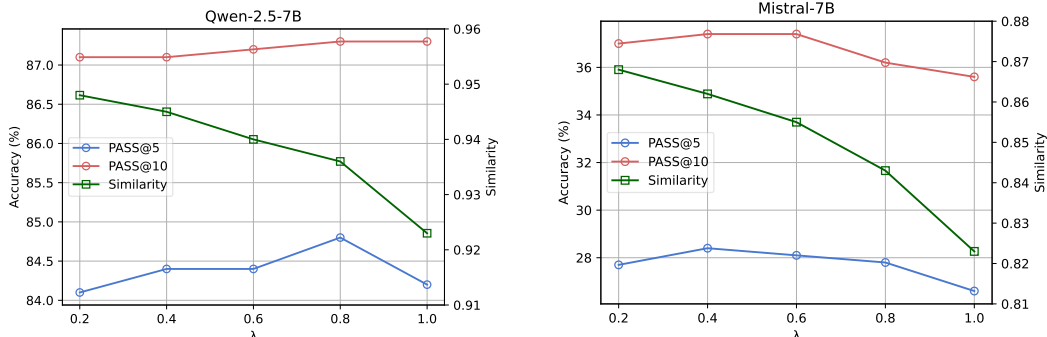 Qwen-2.5-7B
Accuracy (%)
87.0
86.5
86.0
85.5
85.0
84.5
84.0
PASS@5
PASS@10
Similarity
0.96
0.95
0.94
0.93
0.92
0.91
Similarity
0.2 0.4 0.6 0.8 1.0
λ
Mistral-7B
Accuracy (%)
36
34
32
30
28
PASS@5
PASS@10
Similarity
0.88
0.87
0.86
0.85
0.84
0.83
0.82
0.81
Similarity
0.2 0.4 0.6 0.8 1.0
λ